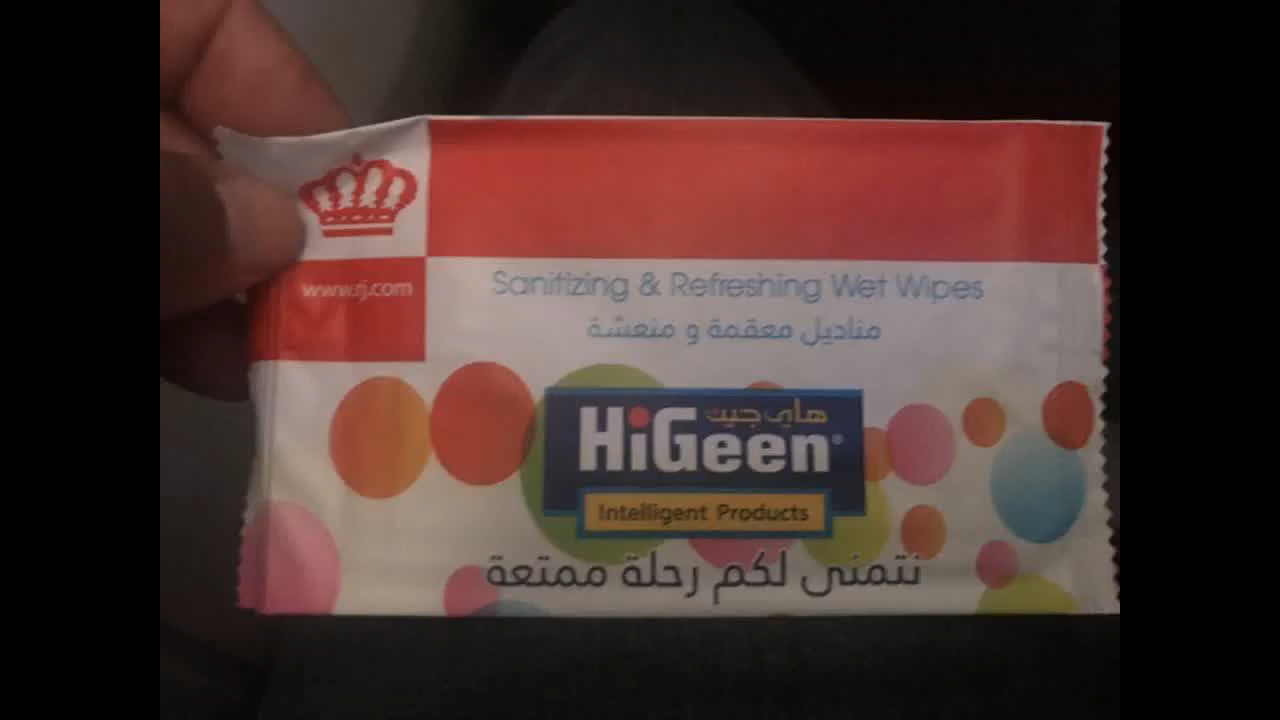 www.rj.com
Sanitizing & Refreshing Wet Wipes
مناديل معقمة و منعشة
هاي جين
HiGeen®
Intelligent Products
نتمنى لكم رحلة ممتعة